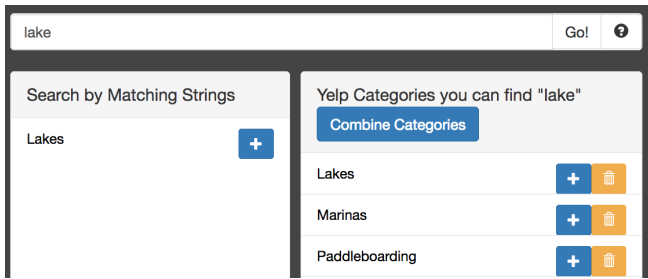 lake
Go!
?
Search by Matching Strings
Lakes
+
Yelp Categories you can find "lake"
Combine Categories
Lakes
+
Marinas
+
Paddleboarding
+